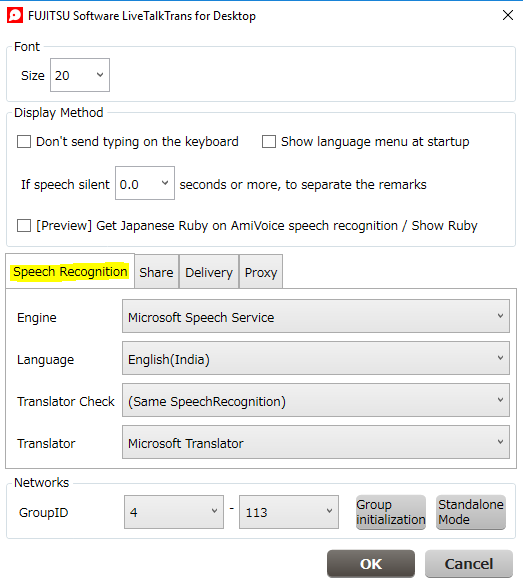 FUJITSU Software LiveTalkTrans for Desktop
Font
Size 20
Display Method
Don't send typing on the keyboard Show language menu at startup
If speech silent 0.0 seconds or more, to separate the remarks
[Preview] Get Japanese Ruby on AmiVoice speech recognition / Show Ruby
Speech Recognition Share Delivery Proxy
Engine Microsoft Speech Service
Language English(India)
Translator Check (Same SpeechRecognition)
Translator Microsoft Translator
Networks
GroupID 4 - 113 Group initialization Standalone Mode
OK Cancel